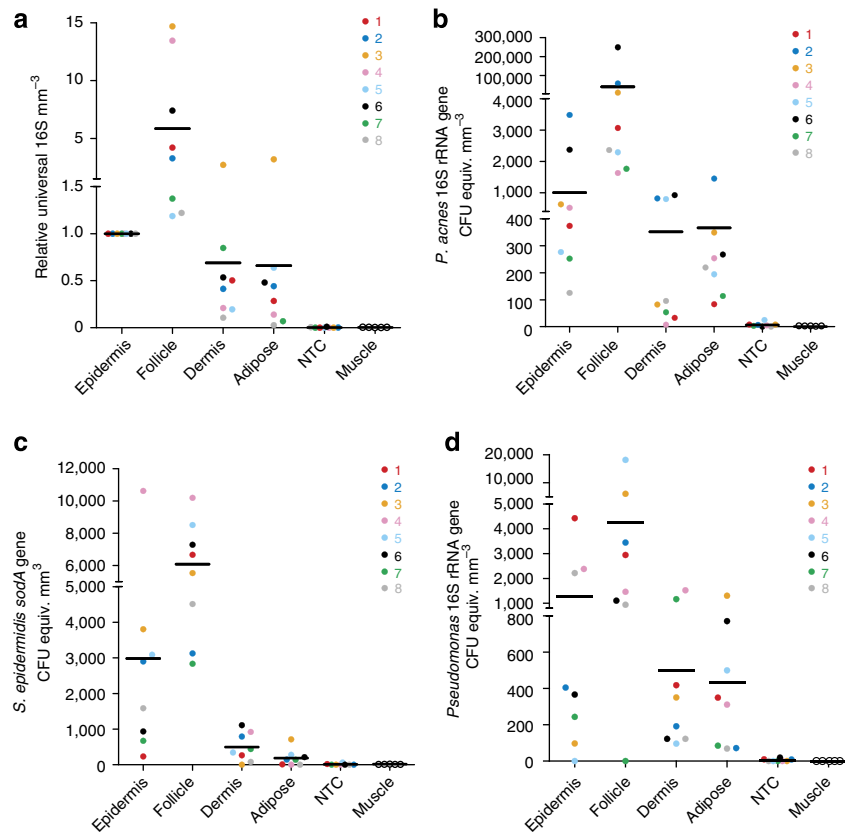 a
Relative universal 16S mm⁻³
15
10
5
1.5
1.0
0.5
0
Epidermis
Follicle
Dermis
Adipose
NTC
Muscle
1
2
3
4
5
6
7
8
b
P. acnes 16S rRNA gene
CFU equiv. mm⁻³
300,000
200,000
100,000
4,000
3,000
2,000
1,000
400
300
200
100
0
Epidermis
Follicle
Dermis
Adipose
NTC
Muscle
1
2
3
4
5
6
7
8
c
S. epidermidis sodA gene
CFU equiv. mm³
12,000
10,000
8,000
6,000
5,000
4,000
3,000
2,000
1,000
0
Epidermis
Follicle
Dermis
Adipose
NTC
Muscle
1
2
3
4
5
6
7
8
d
Pseudomonas 16S rRNA gene
CFU equiv. mm⁻³
20,000
15,000
10,000
5,000
5,000
4,000
3,000
2,000
1,000
800
600
400
200
0
Epidermis
Follicle
Dermis
Adipose
NTC
Muscle
1
2
3
4
5
6
7
8